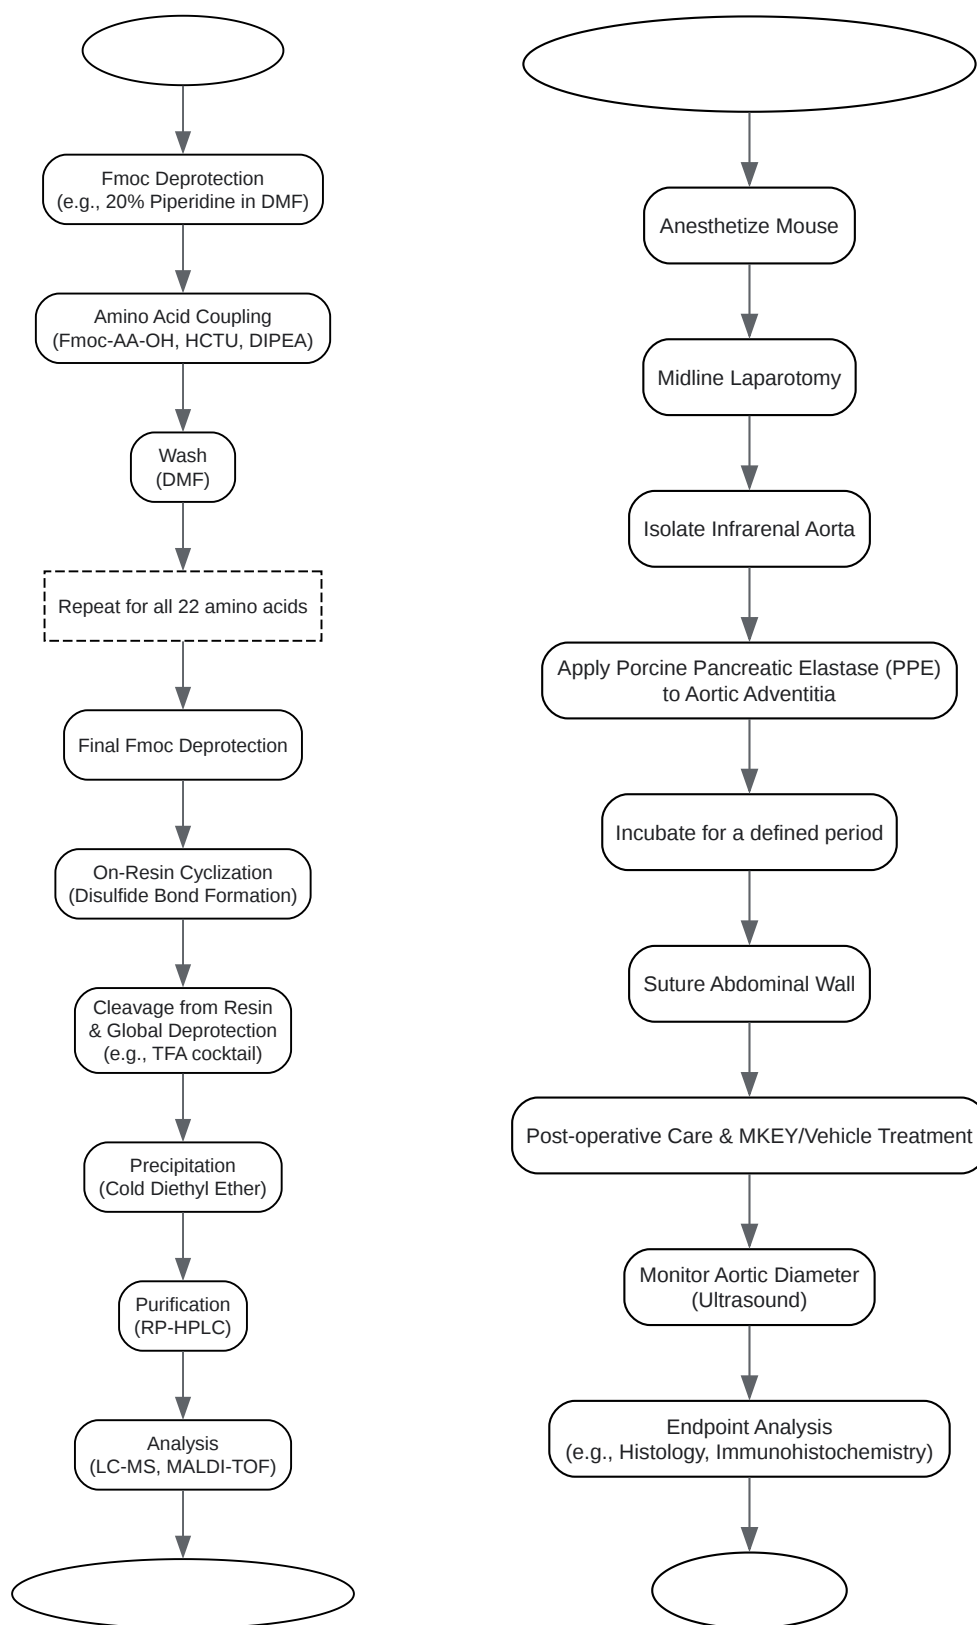 Fmoc Deprotection
(e.g., 20% Piperidine in DMF)
Amino Acid Coupling
(Fmoc-AA-OH, HCTU, DIPEA)
Wash
(DMF)
Repeat for all 22 amino acids
Final Fmoc Deprotection
On-Resin Cyclization
(Disulfide Bond Formation)
Cleavage from Resin
& Global Deprotection
(e.g., TFA cocktail)
Precipitation
(Cold Diethyl Ether)
Purification
(RP-HPLC)
Analysis
(LC-MS, MALDI-TOF)
Anesthetize Mouse
Midline Laparotomy
Isolate Infrarenal Aorta
Apply Porcine Pancreatic Elastase (PPE)
to Aortic Adventitia
Incubate for a defined period
Suture Abdominal Wall
Post-operative Care & MKEY/Vehicle Treatment
Monitor Aortic Diameter
(Ultrasound)
Endpoint Analysis
(e.g., Histology, Immunohistochemistry)